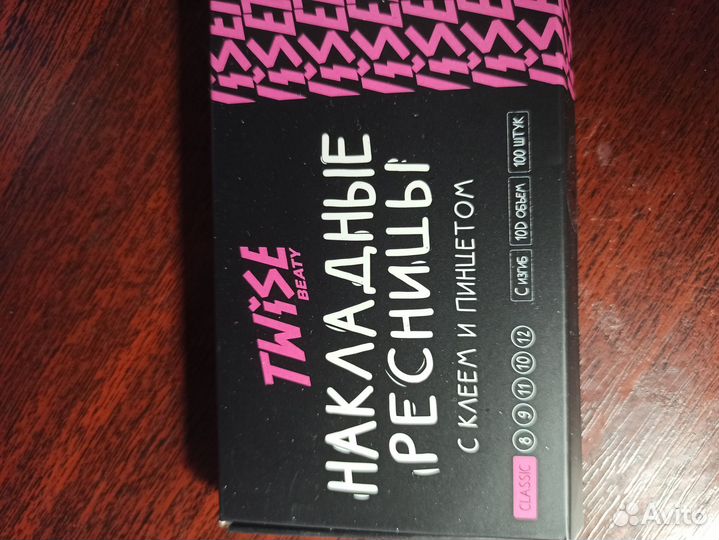 TWISE
BEATY
НАКЛАДНЫЕ
РЕСНИЦЫ
С КЛЕЕМ И ПИНЦЕТОМ
CLASSIC 8 9 11 10 12
С ИЗГИБ 10D ОБЪЕМ 100 ШТУК
Avito